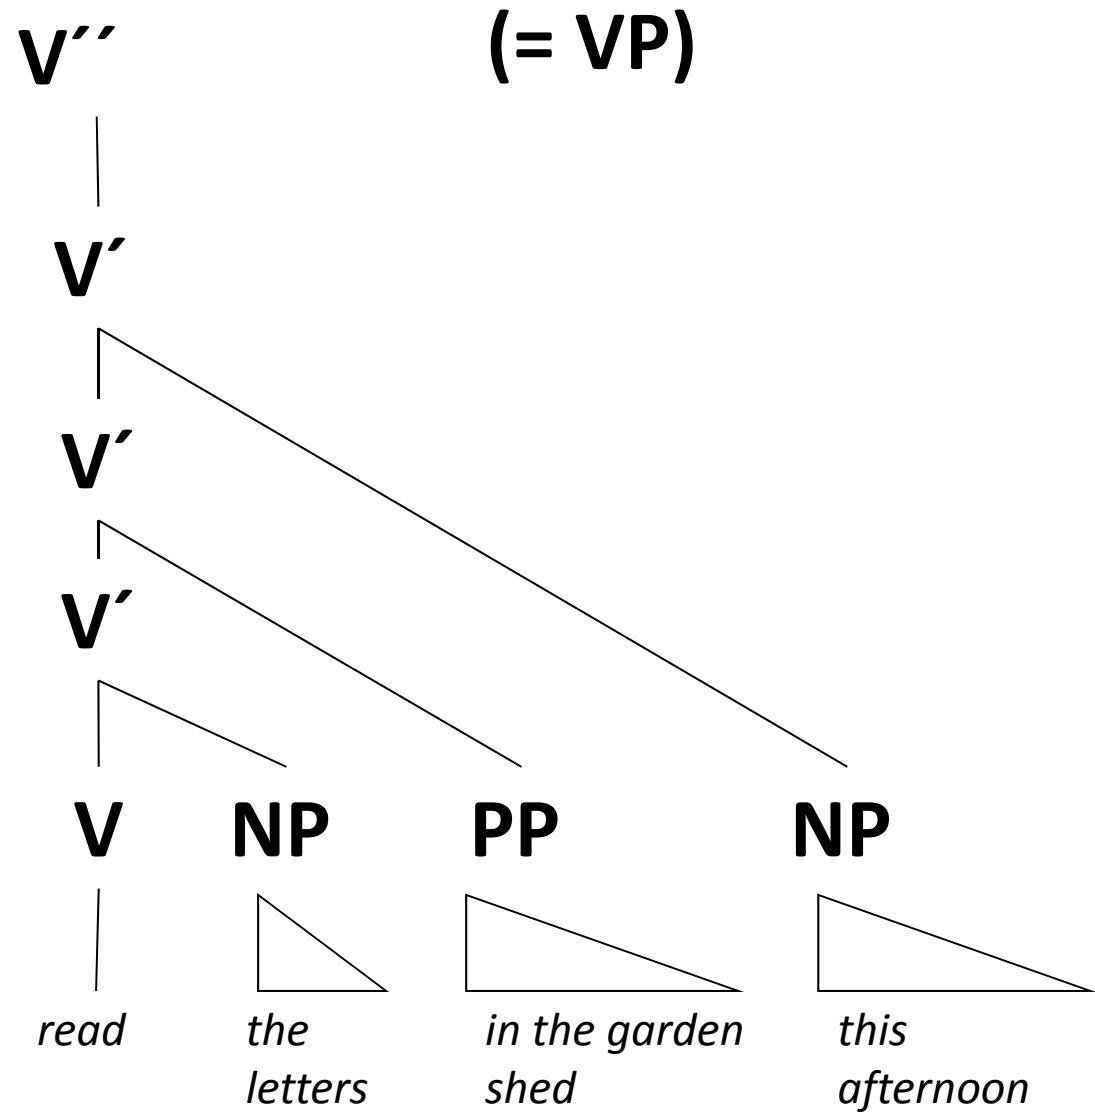 V´´ (= VP)
V´
V´
V´
V NP PP NP
read the in the garden this
letters shed afternoon